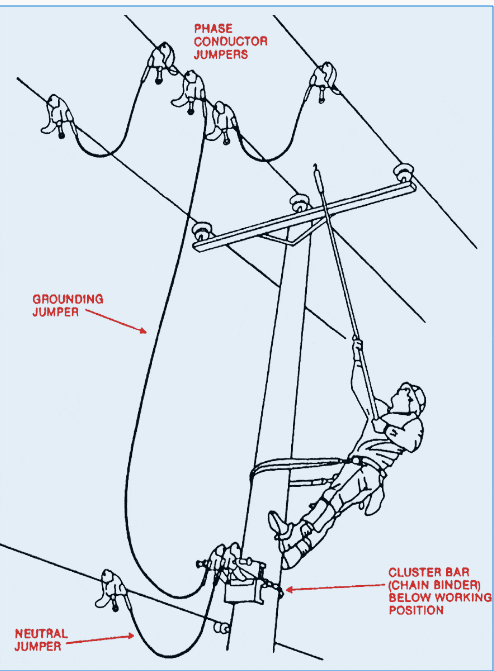 PHASE
CONDUCTOR
JUMPERS
GROUNDING
JUMPER
CLUSTER BAR
(CHAIN BINDER)
BELOW WORKING
POSITION
NEUTRAL
JUMPER